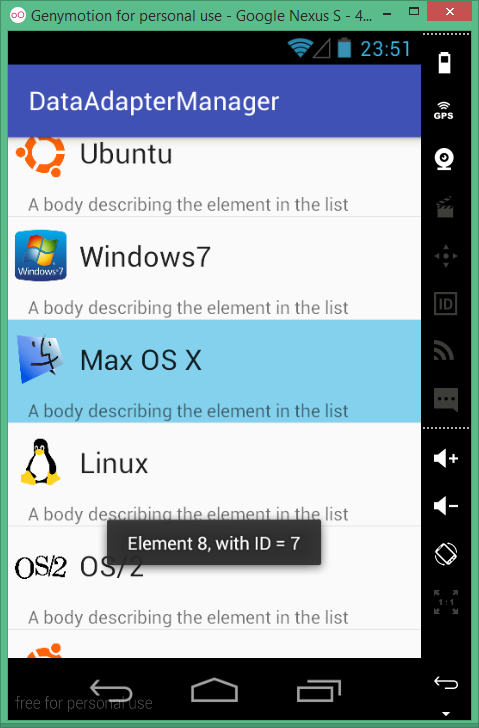 Genymotion for personal use - Google Nexus S - 4...
23:51
DataAdapterManager
GPS
Ubuntu
A body describing the element in the list
Windows7
Windows 7
A body describing the element in the list
ID
Max OS X
A body describing the element in the list
Linux
A body describing the element in the list
Element 8, with ID = 7
OS/2 OS/2
1:1
A body describing the element in the list
free for personal use